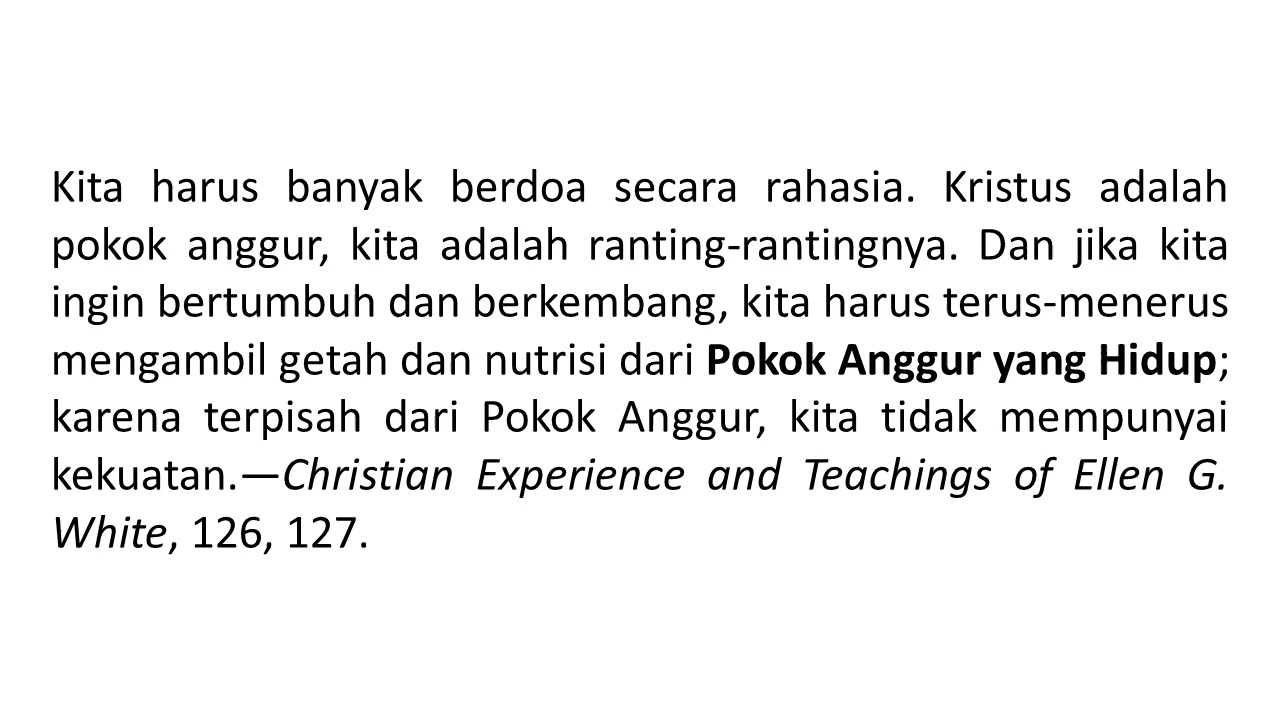 Kita harus banyak berdoa secara rahasia. Kristus adalah
pokok anggur, kita adalah ranting-rantingnya. Dan jika kita
ingin bertumbuh dan berkembang, kita harus terus-menerus
mengambil getah dan nutrisi dari Pokok Anggur yang Hidup;
karena terpisah dari Pokok Anggur, kita tidak mempunyai
kekuatan.—Christian Experience and Teachings of Ellen G.
White, 126, 127.